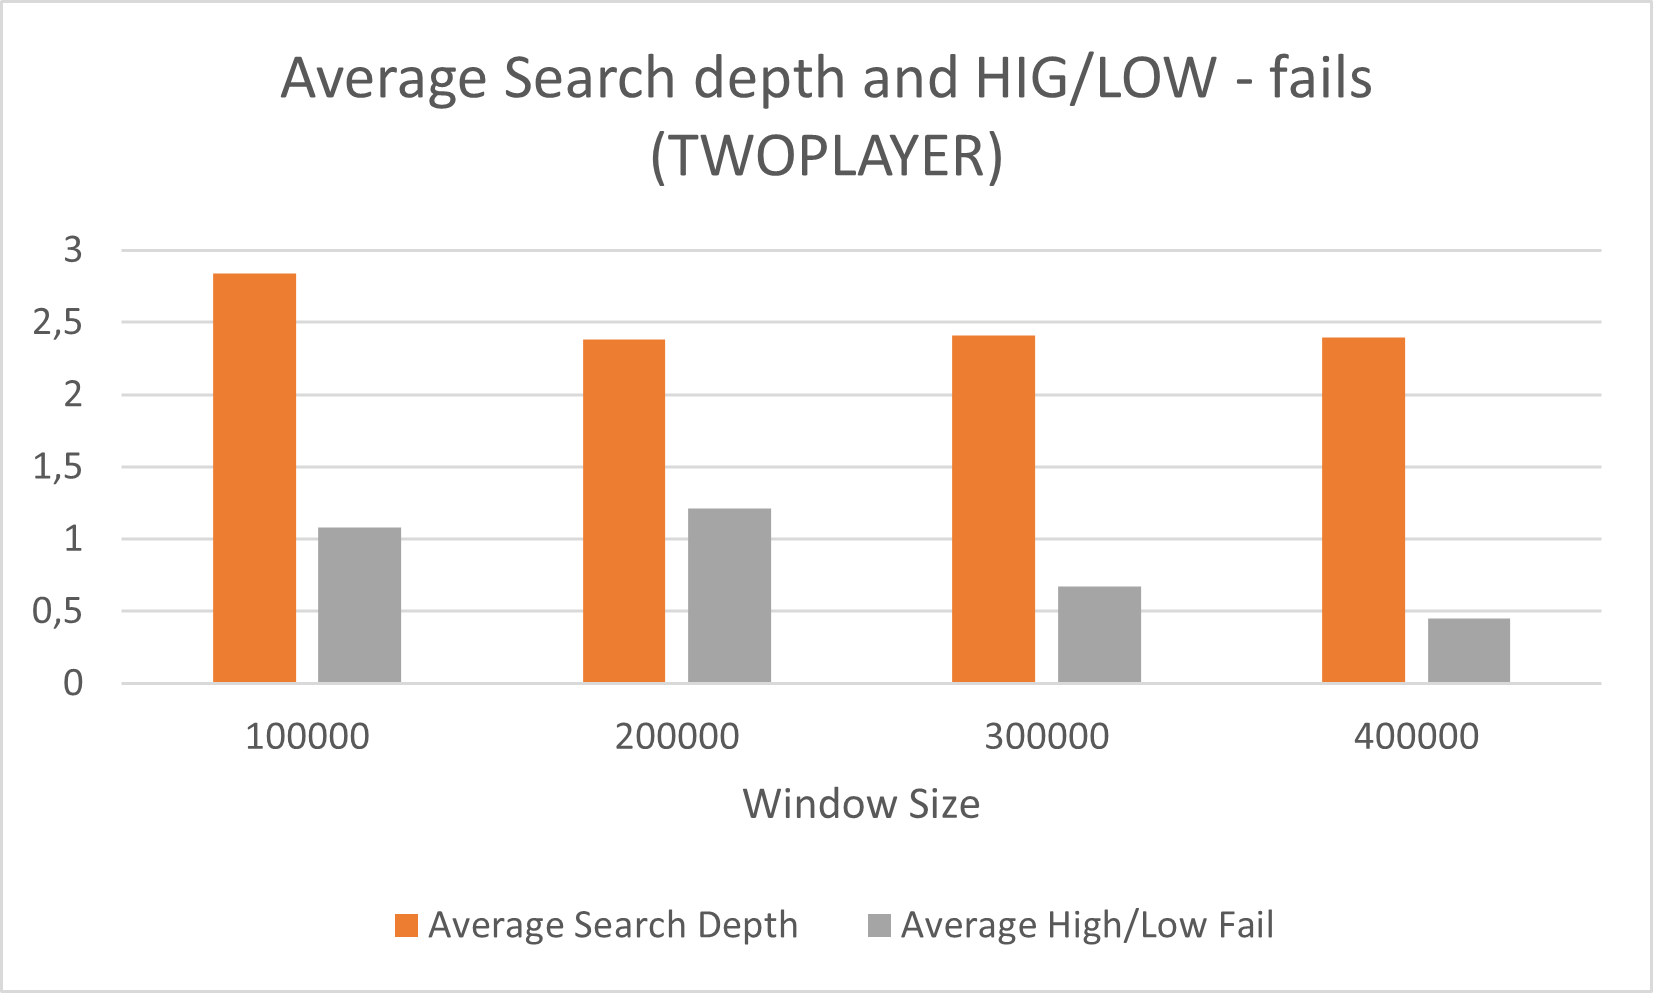 Average Search depth and HIG/LOW - fails
(TWOPLAYER)
3
2,5
2
1,5
1
0,5
0
100000 200000 300000 400000
Window Size
Average Search Depth Average High/Low Fail